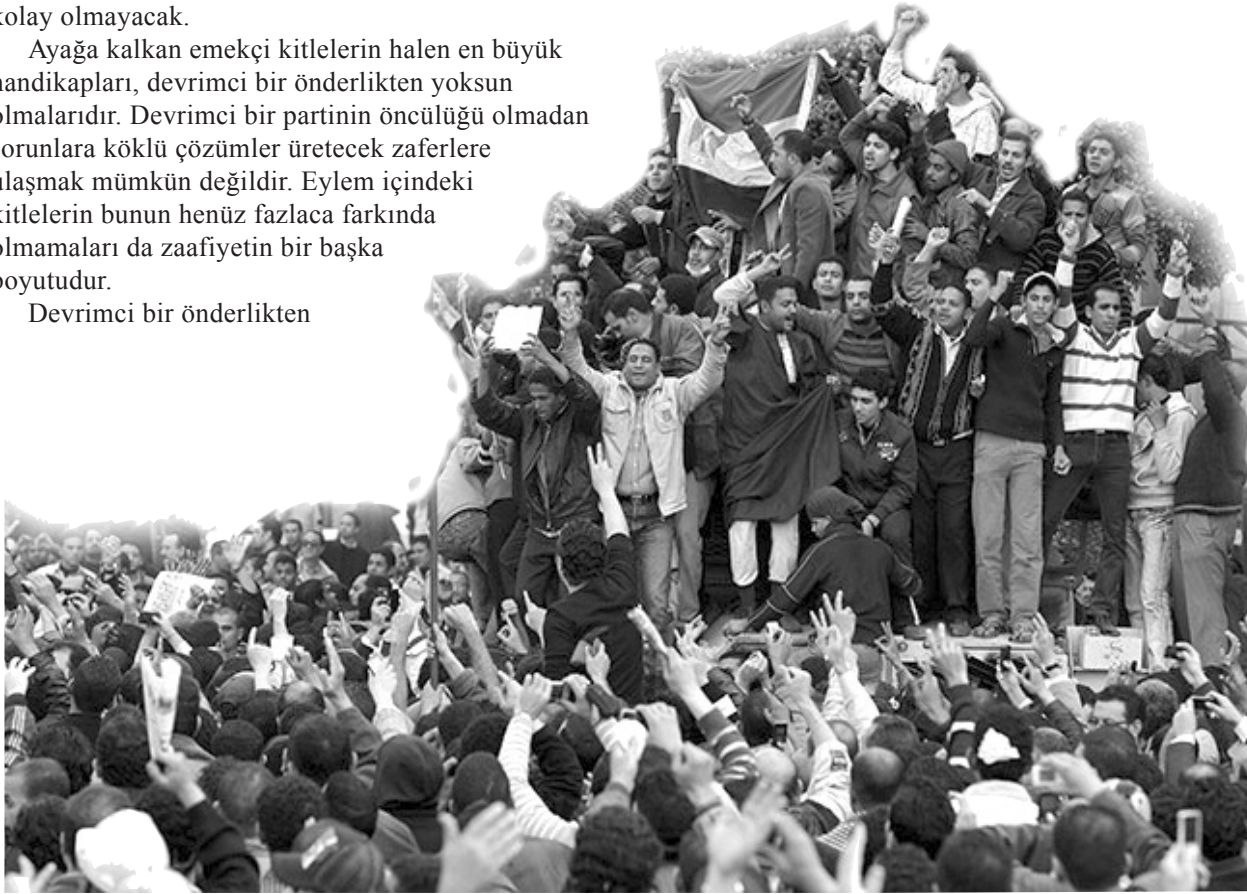 kolay olmayacak.
Ayağa kalkan emekçi kitlelerin halen en büyük
handikapları, devrimci bir önderlikten yoksun
olmalarıdır. Devrimci bir partinin öncülüğü olmadan
orunlara köklü çözümler üretecek zaferlere
ulaşmak mümkün değildir. Eylem içindeki
kitlelerin bunun henüz fazlaca farkında
olmamaları da zaafiyetin bir başka
boyutudur.
Devrimci bir önderlikten